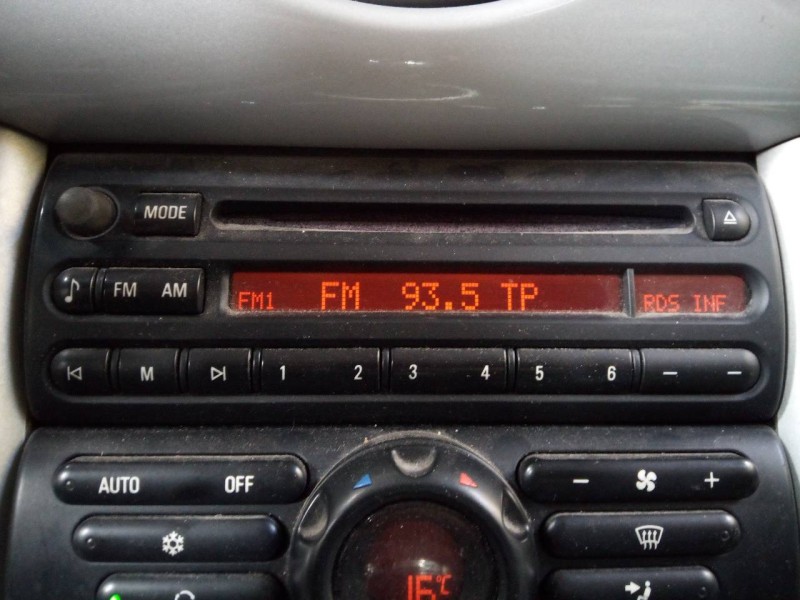 MODE
FM AM
FM1 FM 93.5 TP RDS INF
M 1 2 3 4 5 6 – –
AUTO OFF – +
16°C